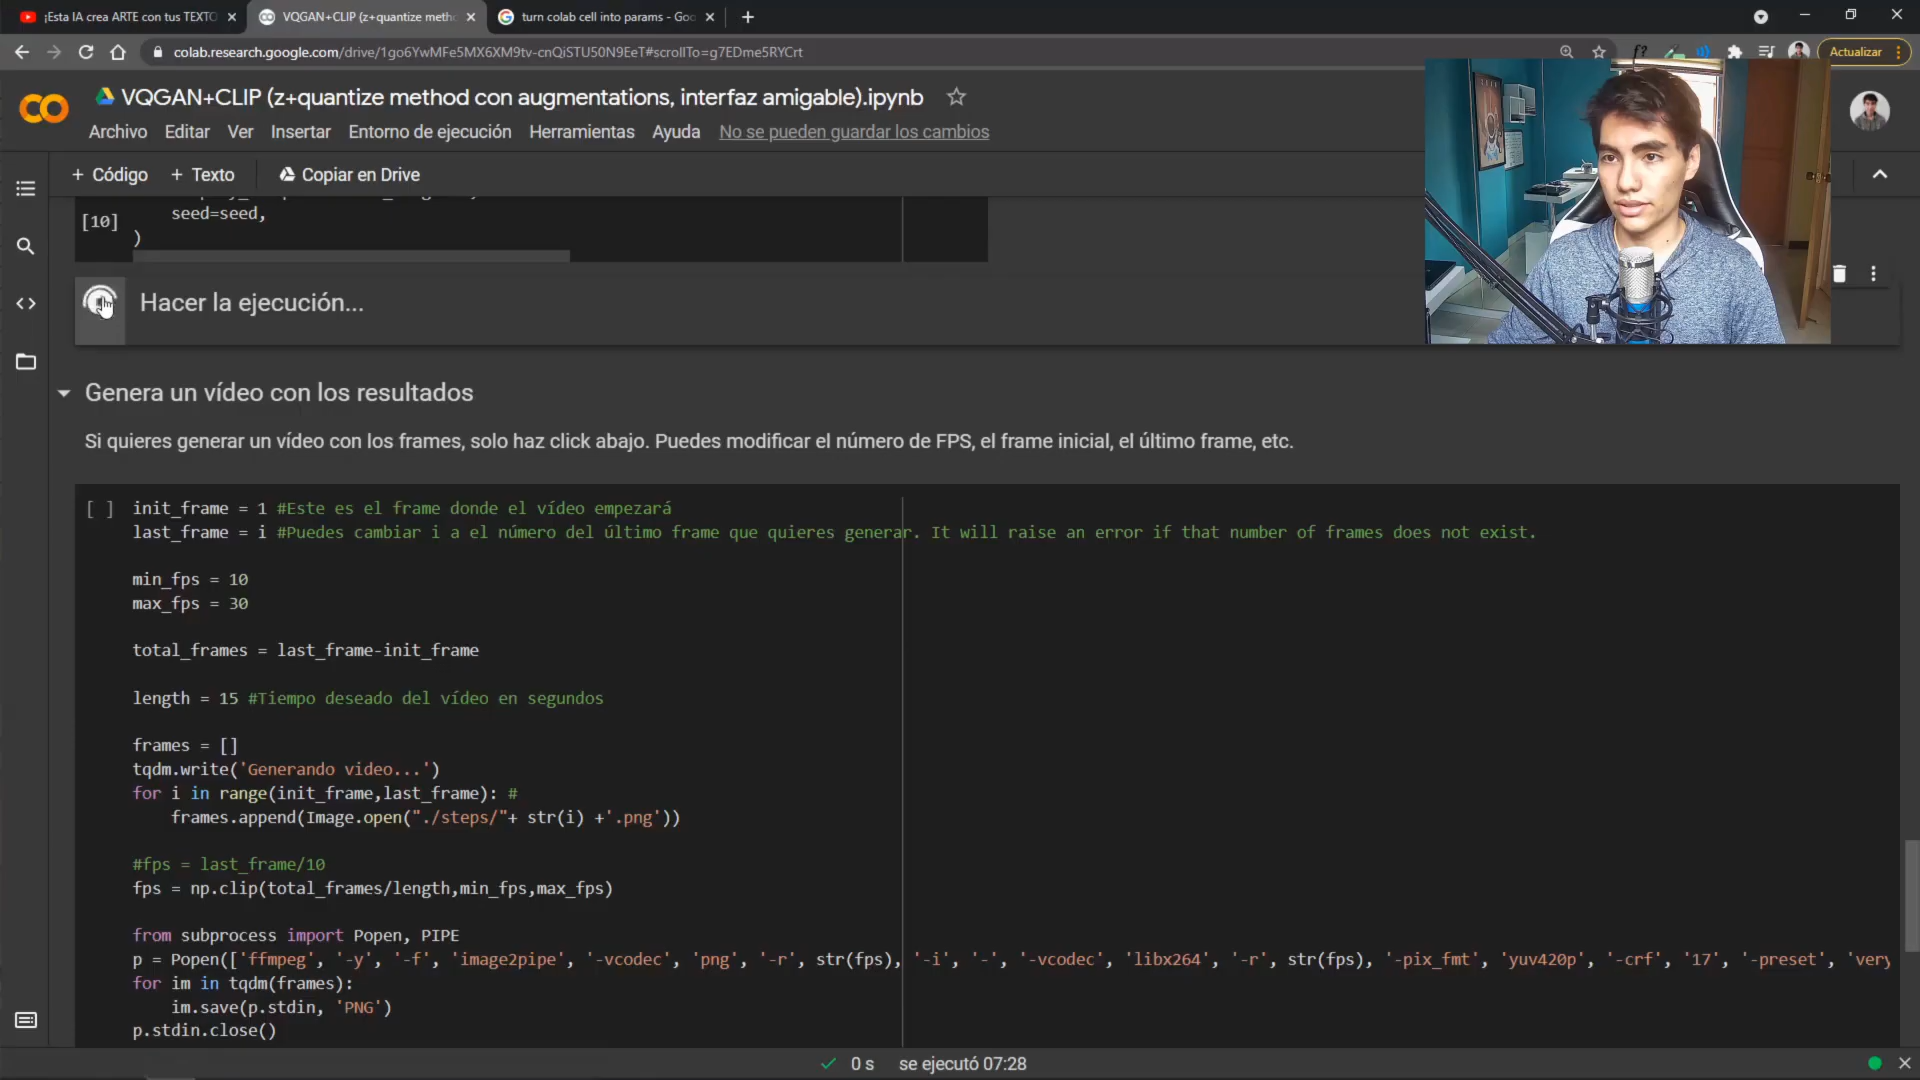 ¡Esta IA crea ARTE con tus TEXTO
VQGAN+CLIP (z+quantize meth
turn colab cell into params - Goo
colab.research.google.com/drive/1go6YwMFe5MX6XM9tv-cnQiSTU50N9EeT#scrollTo=g7EDme5RYCrt
f?
Actualizar
VQGAN+CLIP (z+quantize method con augmentations, interfaz amigable).ipynb
Archivo Editar Ver Insertar Entorno de ejecución Herramientas Ayuda No se pueden guardar los cambios
+ Código + Texto Copiar en Drive
[10] seed=seed,
)
Hacer la ejecución...
Genera un vídeo con los resultados
Si quieres generar un vídeo con los frames, solo haz click abajo. Puedes modificar el número de FPS, el frame inicial, el último frame, etc.
[ ] init_frame = 1 #Este es el frame donde el vídeo empezará
last_frame = i #Puedes cambiar i a el número del último frame que quieres generar. It will raise an error if that number of frames does not exist.
min_fps = 10
max_fps = 30
total_frames = last_frame-init_frame
length = 15 #Tiempo deseado del vídeo en segundos
frames = []
tqdm.write('Generando video...')
for i in range(init_frame,last_frame): #
frames.append(Image.open("./steps/"+ str(i) +'.png'))
#fps = last_frame/10
fps = np.clip(total_frames/length,min_fps,max_fps)
from subprocess import Popen, PIPE
p = Popen(['ffmpeg', '-y', '-f', 'image2pipe', '-vcodec', 'png', '-r', str(fps), '-i', '-', '-vcodec', 'libx264', '-r', str(fps), '-pix_fmt', 'yuv420p', '-crf', '17', '-preset', 'very
for im in tqdm(frames):
im.save(p.stdin, 'PNG')
p.stdin.close()
0 s se ejecutó 07:28